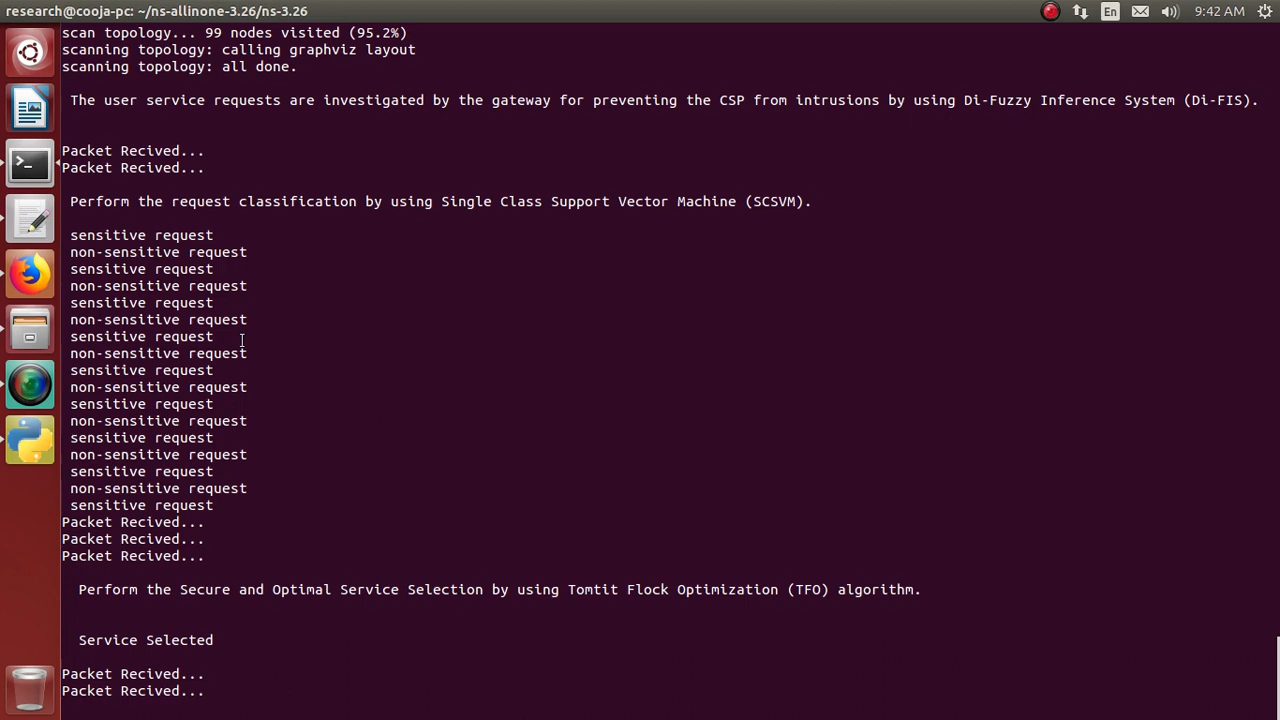 research@cooja-pc: ~/ns-allinone-3.26/ns-3.26
En
9:42 AM
scan topology... 99 nodes visited (95.2%)
scanning topology: calling graphviz layout
scanning topology: all done.
The user service requests are investigated by the gateway for preventing the CSP from intrusions by using Di-Fuzzy Inference System (Di-FIS).
Packet Recived...
Packet Recived...
Perform the request classification by using Single Class Support Vector Machine (SCSVM).
sensitive request
non-sensitive request
sensitive request
non-sensitive request
sensitive request
non-sensitive request
sensitive request
non-sensitive request
sensitive request
non-sensitive request
sensitive request
non-sensitive request
sensitive request
non-sensitive request
sensitive request
non-sensitive request
sensitive request
Packet Recived...
Packet Recived...
Packet Recived...
Perform the Secure and Optimal Service Selection by using Tomtit Flock Optimization (TFO) algorithm.
Service Selected
Packet Recived...
Packet Recived...